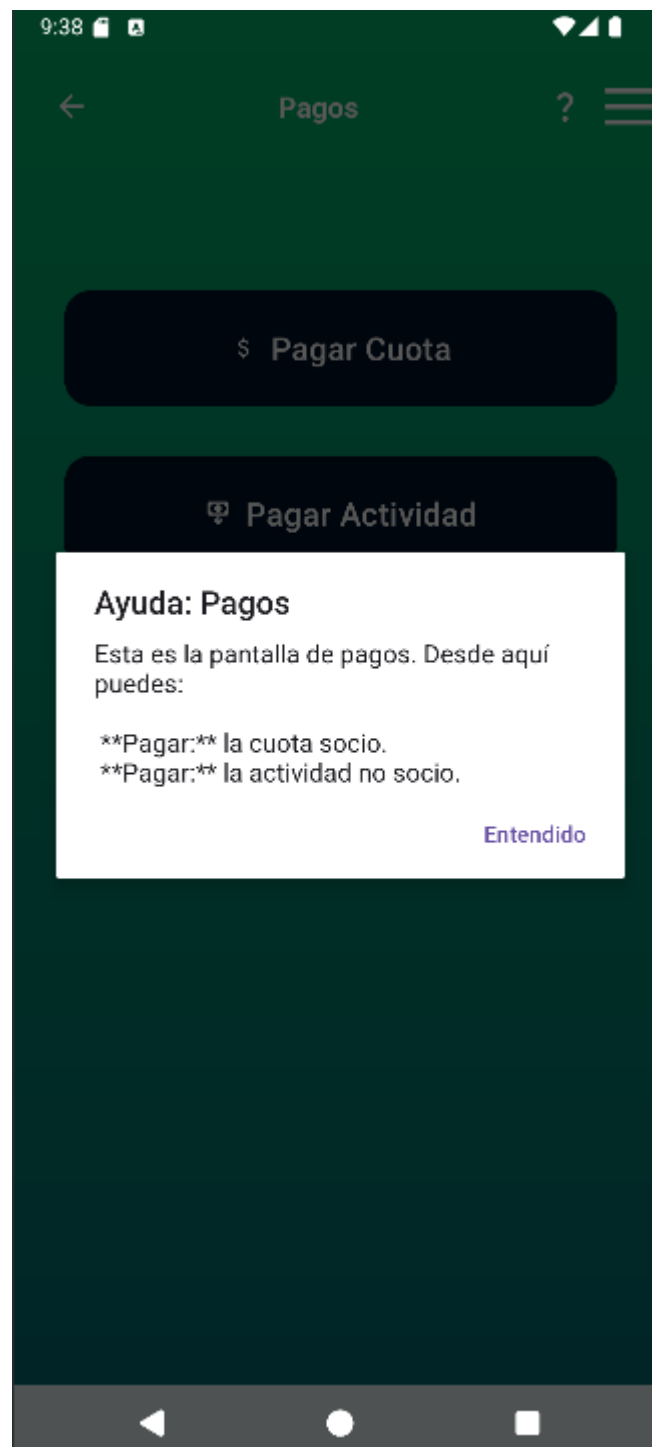 9:38
Pagos ?
$ Pagar Cuota
Pagar Actividad
Ayuda: Pagos
Esta es la pantalla de pagos. Desde aquí
puedes:
**Pagar:** la cuota socio.
**Pagar:** la actividad no socio.
Entendido